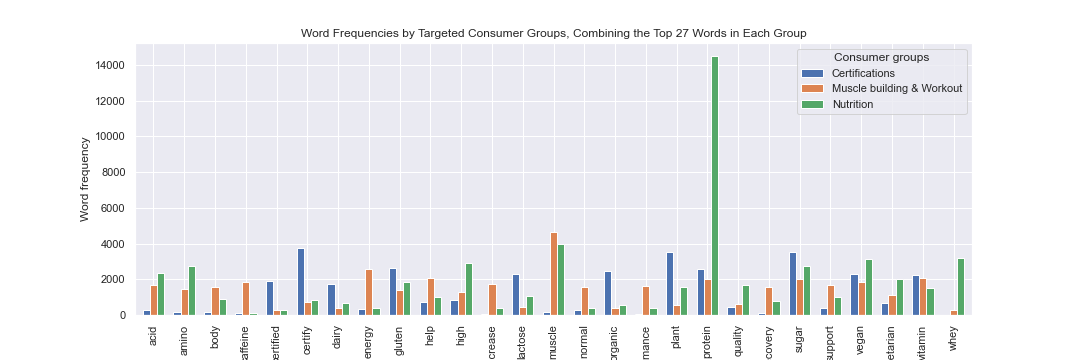 Word Frequencies by Targeted Consumer Groups, Combining the Top 27 Words in Each Group
Consumer groups
Certifications
Muscle building & Workout
Nutrition
Word frequency
14000
12000
10000
8000
6000
4000
2000
0
acid
amino
body
affeine
ertified
certify
dairy
energy
gluten
help
high
crease
lactose
muscle
normal
organic
mance
plant
protein
quality
covery
sugar
support
vegan
etarian
vitamin
whey